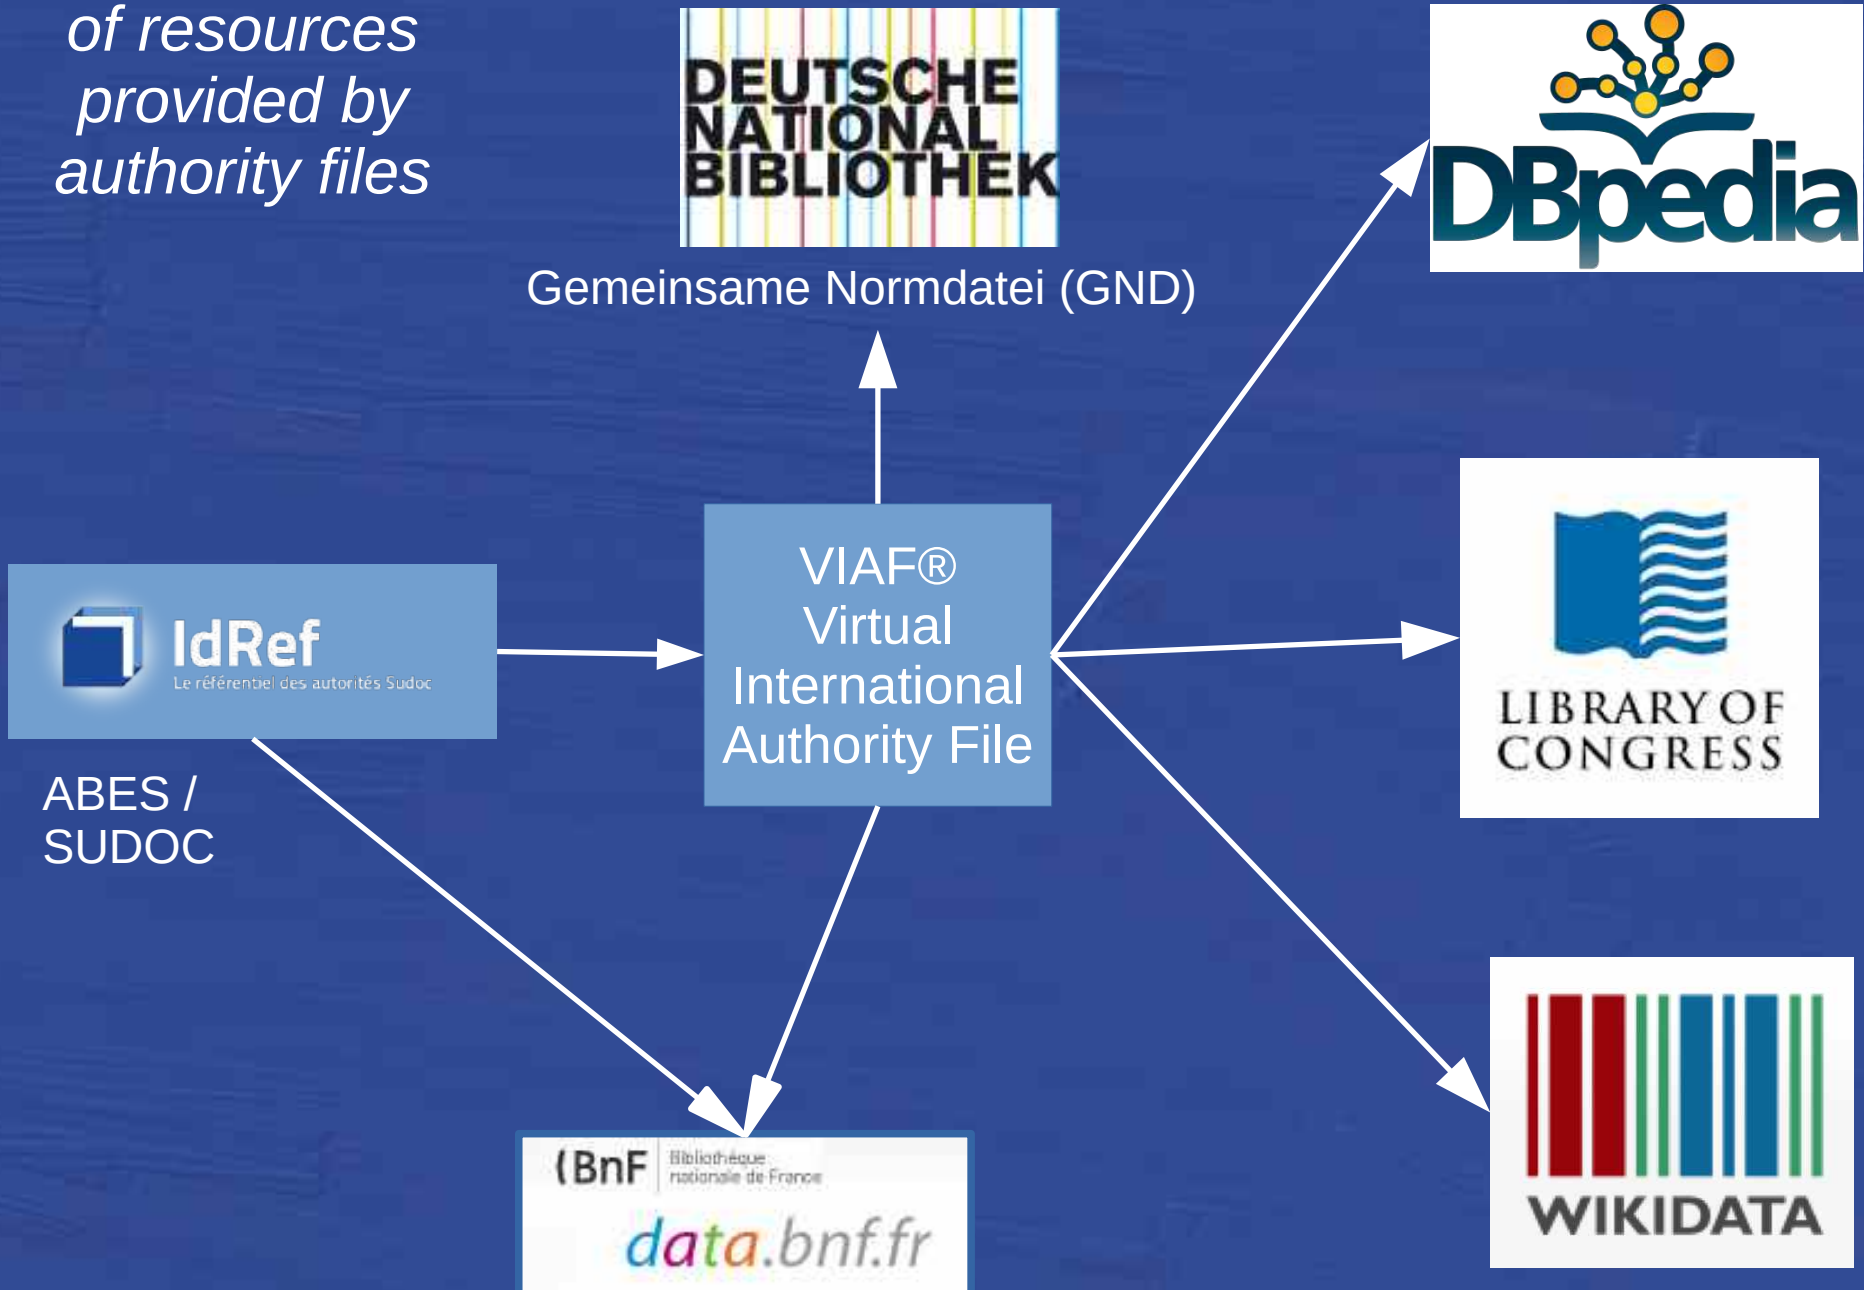 of resources
provided by
authority files
DEUTSCHE
NATIONAL
BIBLIOTHEK
Gemeinsame Normdatei (GND)
DBpedia
IdRef
Le référentiel des autorités Sudoc
ABES /
SUDOC
VIAF®
Virtual
International
Authority File
LIBRARY OF
CONGRESS
(BnF
Bibliothèque
nationale de France
data.bnf.fr
WIKIDATA